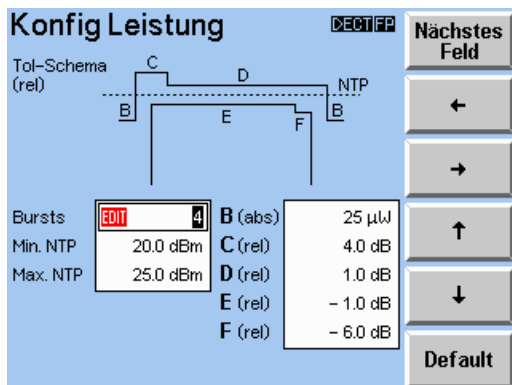 Konfig Leistung
DECT FP
Tol-Schema
(rel)
C
D
NTP
B
E
F
B
Bursts EDIT 4
Min. NTP 20.0 dBm
Max. NTP 25.0 dBm
B (abs) 25 µW
C (rel) 4.0 dB
D (rel) 1.0 dB
E (rel) – 1.0 dB
F (rel) – 6.0 dB
Nächstes
Feld
←
→
↑
↓
Default